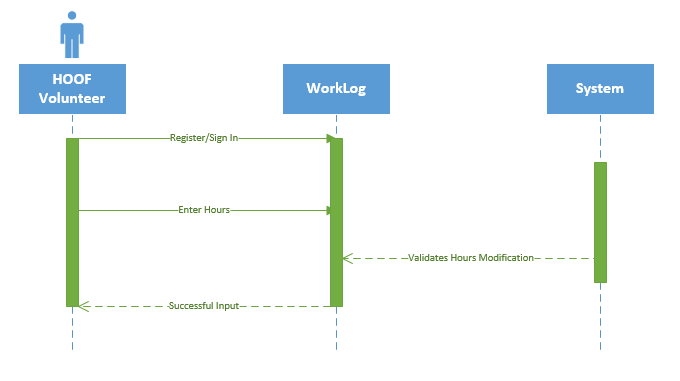 HOOF
Volunteer
WorkLog
System
Register/Sign In
Enter Hours
Validates Hours Modification
Successful Input